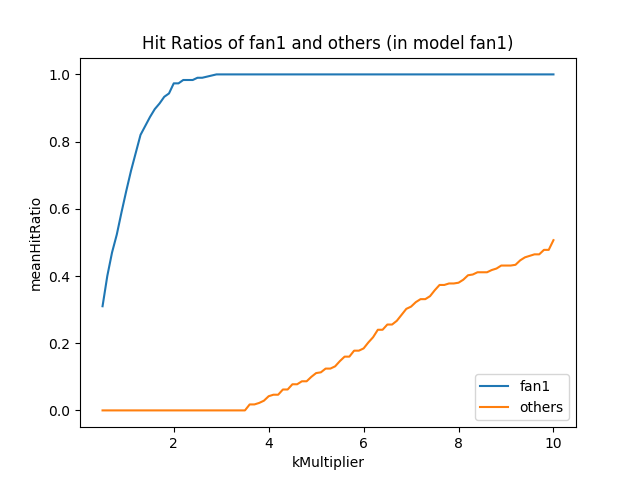 Hit Ratios of fan1 and others (in model fan1)
meanHitRatio
1.0
0.8
0.6
0.4
0.2
0.0
2
4
6
8
10
kMultiplier
fan1
others